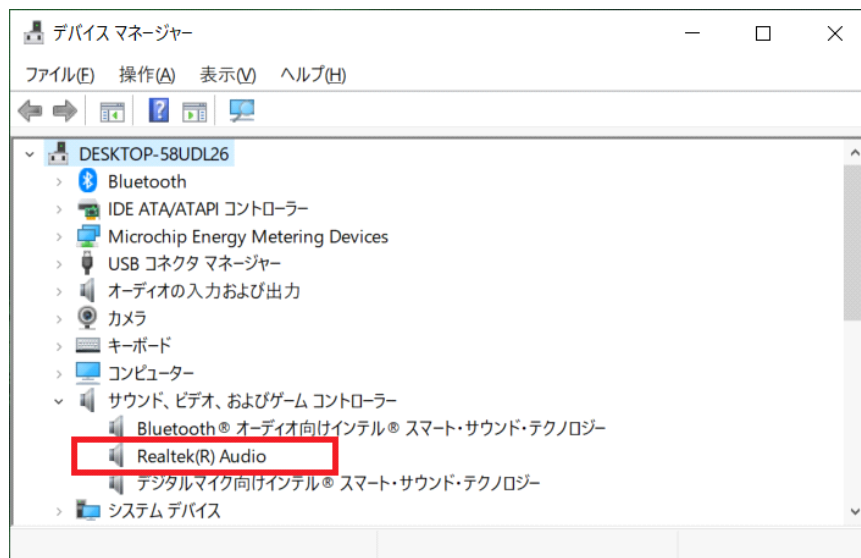 デバイス マネージャー
ファイル(F) 操作(A) 表示(V) ヘルプ(H)
DESKTOP-58UDL26
Bluetooth
IDE ATA/ATAPI コントローラー
Microchip Energy Metering Devices
USB コネクタ マネージャー
オーディオの入力および出力
カメラ
キーボード
コンピューター
サウンド、ビデオ、およびゲーム コントローラー
Bluetooth® オーディオ向けインテル® スマート・サウンド・テクノロジー
Realtek(R) Audio
デジタルマイク向けインテル® スマート・サウンド・テクノロジー
システム デバイス